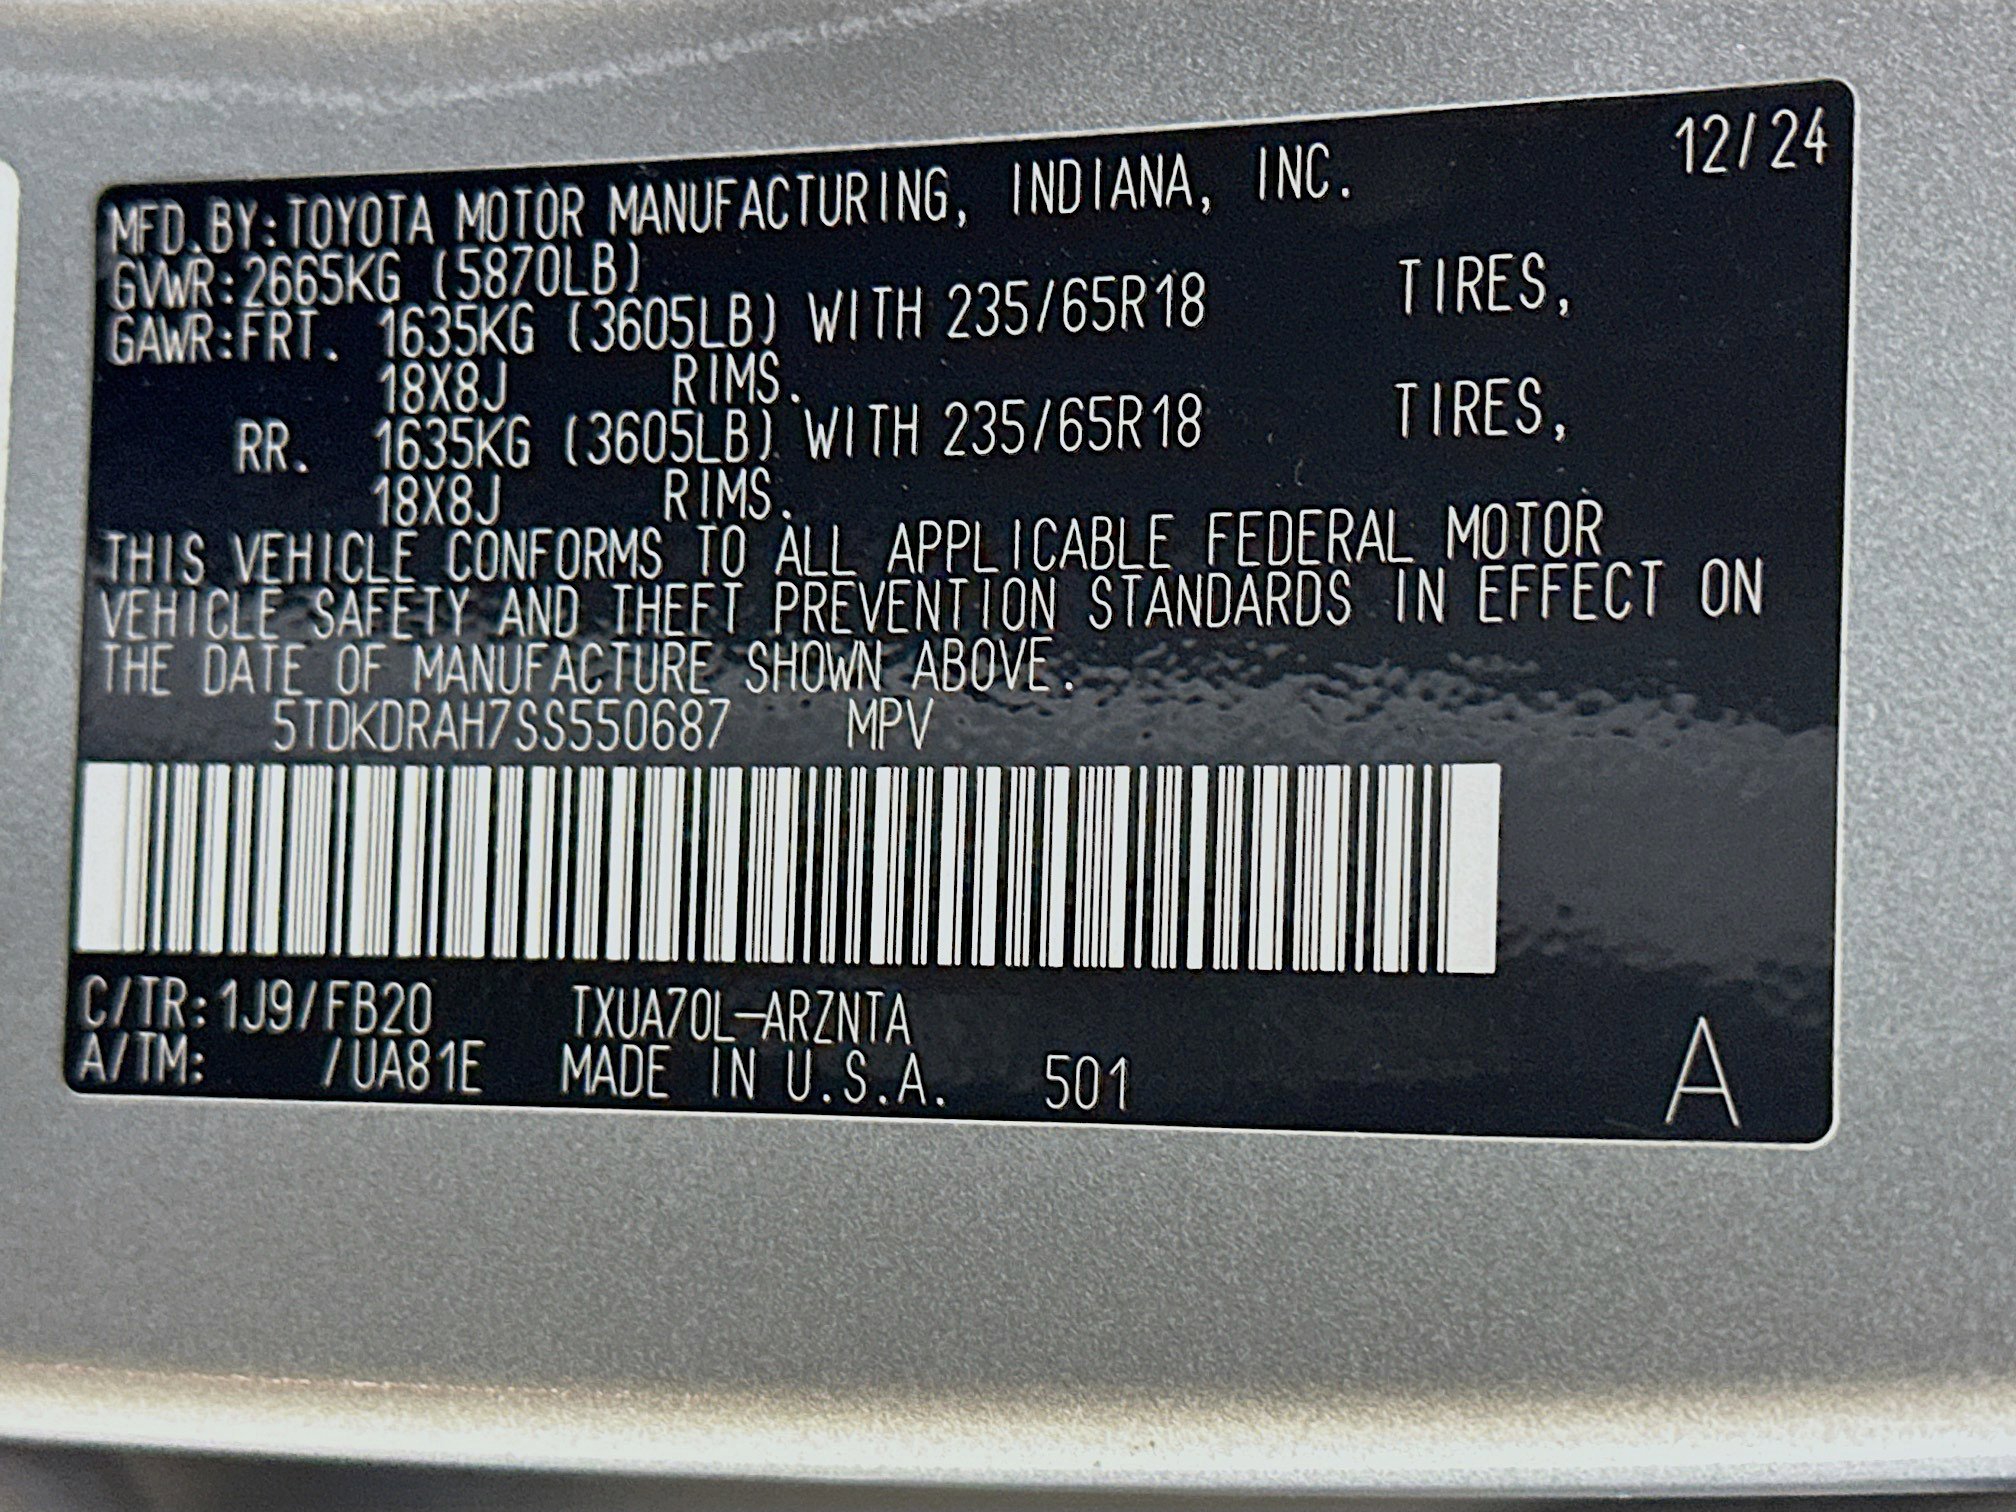 12/24
MFD.BY:TOYOTA MOTOR MANUFACTURING, INDIANA, INC.
GVWR:2665KG (5870LB)
GAWR:FRT. 1635KG (3605LB) WITH 235/65R18 TIRES,
18X8J RIMS.
RR. 1635KG (3605LB) WITH 235/65R18 TIRES,
18X8J RIMS.
THIS VEHICLE CONFORMS TO ALL APPLICABLE FEDERAL MOTOR
VEHICLE SAFETY AND THEFT PREVENTION STANDARDS IN EFFECT ON
THE DATE OF MANUFACTURE SHOWN ABOVE.
5TDKDRAH7SS550687 MPV
C/TR:1J9/FB20 TXUA70L-ARZNTA
A/TM: /UA81E MADE IN U.S.A. 501 A